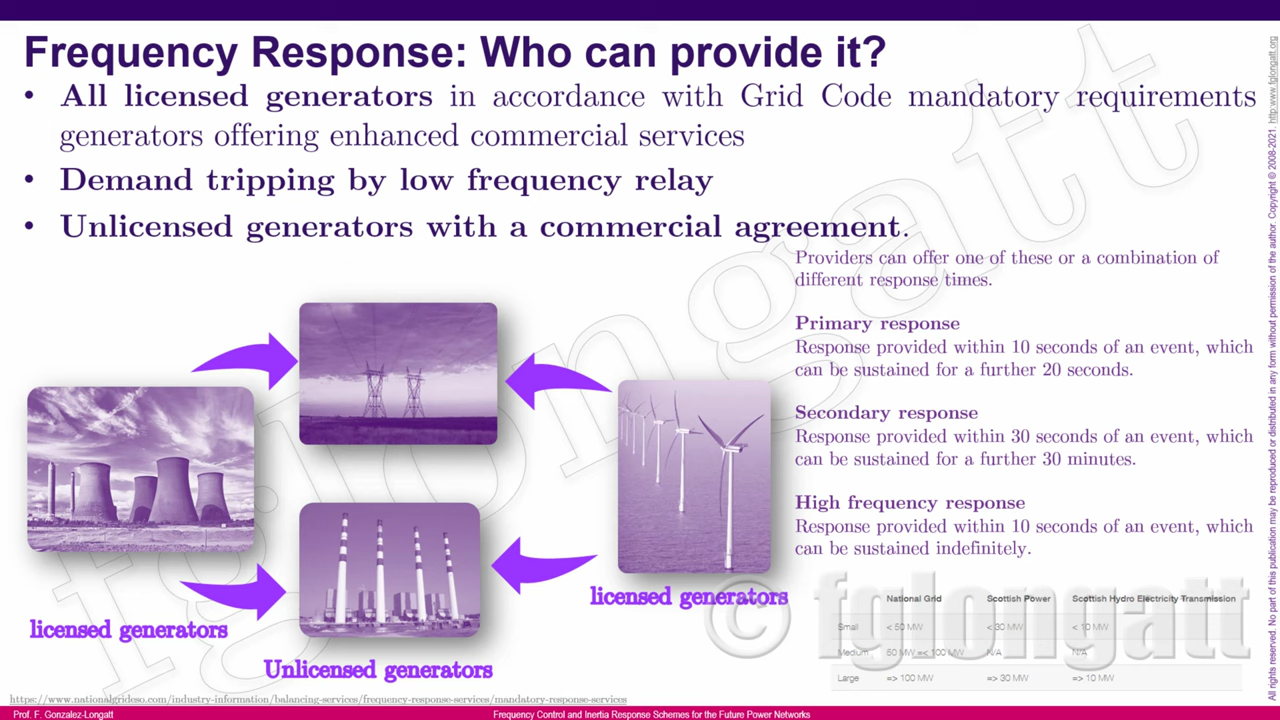 Frequency Response: Who can provide it?
• All licensed generators in accordance with Grid Code mandatory requirements
generators offering enhanced commercial services
• Demand tripping by low frequency relay
• Unlicensed generators with a commercial agreement.
Providers can offer one of these or a combination of
different response times.
Primary response
Response provided within 10 seconds of an event, which
can be sustained for a further 20 seconds.
Secondary response
Response provided within 30 seconds of an event, which
can be sustained for a further 30 minutes.
High frequency response
Response provided within 10 seconds of an event, which
can be sustained indefinitely.
licensed generators
licensed generators
Unlicensed generators
National Grid Scottish Power Scottish Hydro Electricity Transmission
Small < 50 MW < 30 MW < 10 MW
Medium 50 MW =< 100 MW N/A N/A
Large => 100 MW => 30 MW => 10 MW
© fglongatt
fglongatt
https://www.nationalgrideso.com/industry-information/balancing-services/frequency-response-services/mandatory-response-services
Prof. F. Gonzalez-Longatt
Frequency Control and Inertia Response Schemes for the Future Power Networks
All rights reserved. No part of this publication may be reproduced or distributed in any form without permission of the author. Copyright © 2008-2021. http:www.fglongatt.org